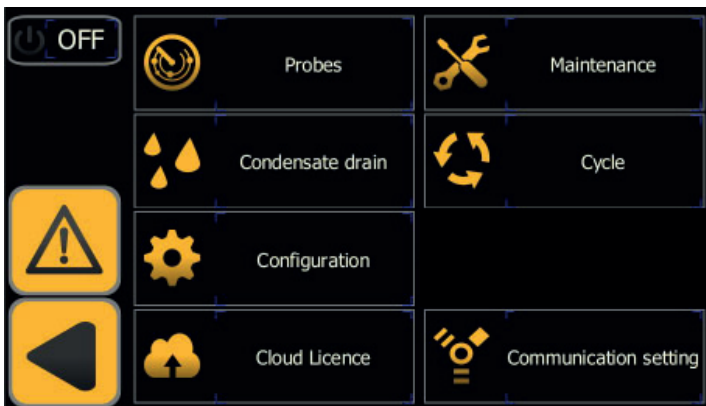 OFF
Probes
Maintenance
Condensate drain
Cycle
Configuration
Cloud Licence
Communication setting